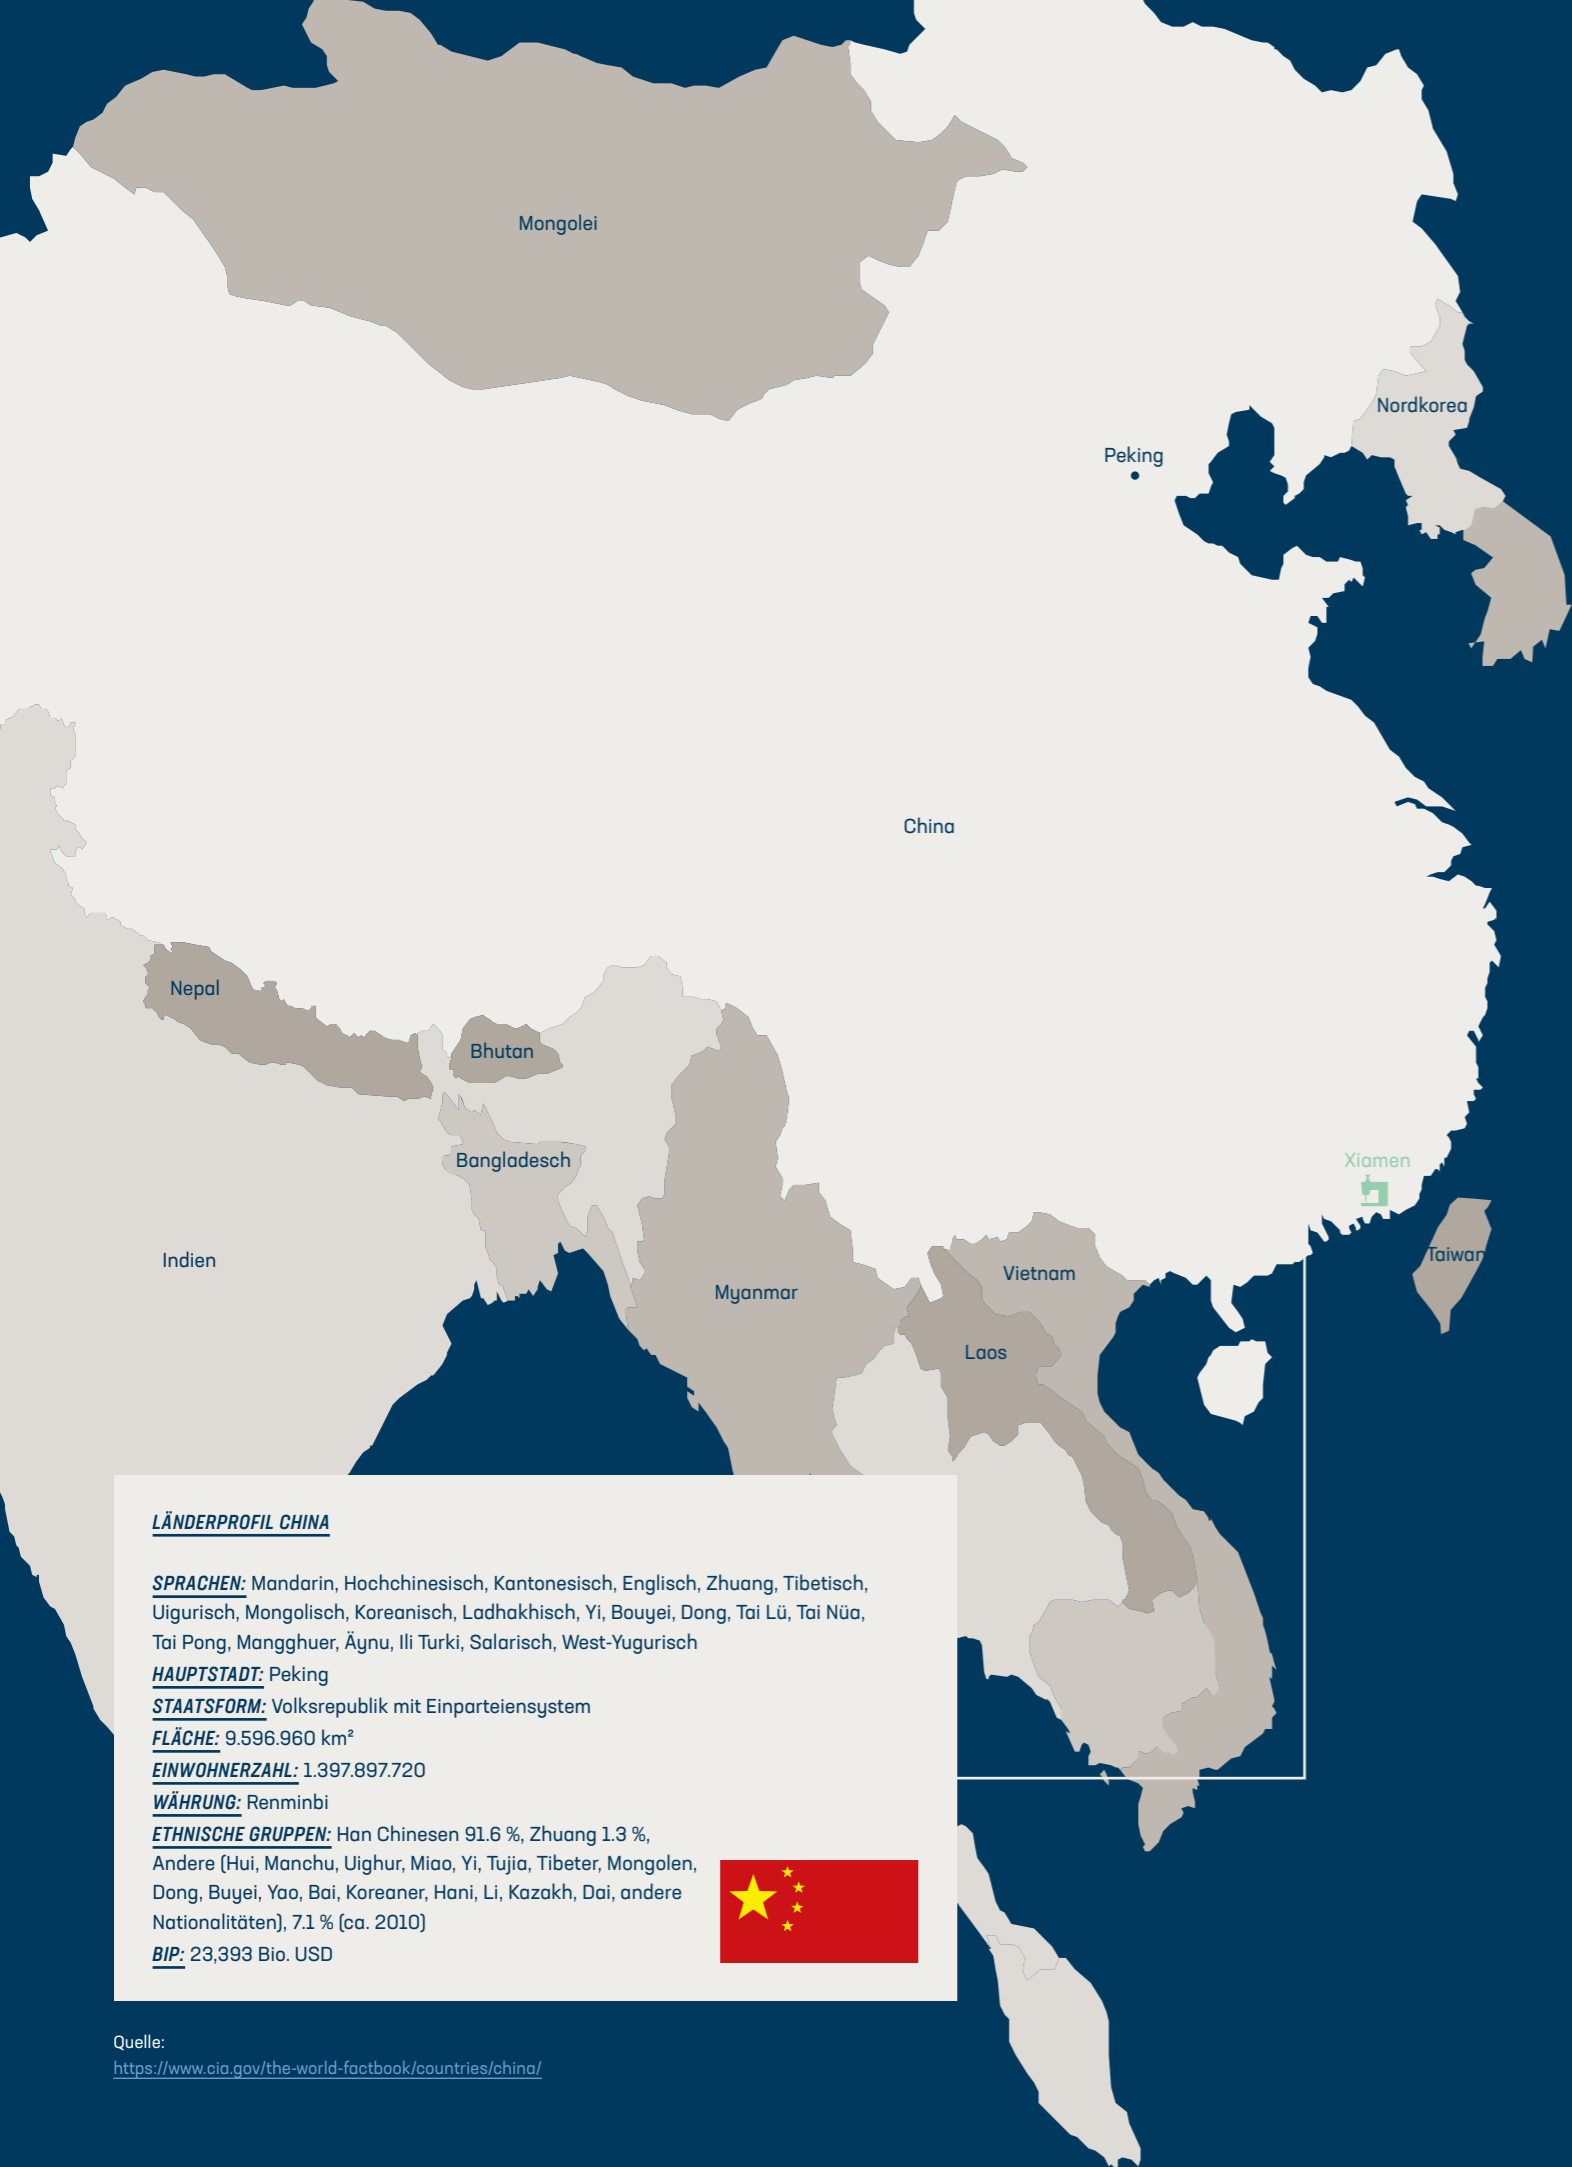 Mongolei
Nordkorea
Peking
China
Nepal
Bhutan
Bangladesch
Xiamen
Indien
Taiwan
Vietnam
Myanmar
Laos
LÄNDERPROFIL CHINA
SPRACHEN: Mandarin, Hochchinesisch, Kantonesisch, Englisch, Zhuang, Tibetisch,
Uigurisch, Mongolisch, Koreanisch, Ladhakhisch, Yi, Bouyei, Dong, Tai Lü, Tai Nüa,
Tai Pong, Mangghuer, Äynu, Ili Turki, Salarisch, West-Yugurisch
HAUPTSTADT: Peking
STAATSFORM: Volksrepublik mit Einparteiensystem
FLÄCHE: 9.596.960 km²
EINWOHNERZAHL: 1.397.897.720
WÄHRUNG: Renminbi
ETHNISCHE GRUPPEN: Han Chinesen 91.6 %, Zhuang 1.3 %,
Andere (Hui, Manchu, Uighur, Miao, Yi, Tujia, Tibeter, Mongolen,
Dong, Buyei, Yao, Bai, Koreaner, Hani, Li, Kazakh, Dai, andere
Nationalitäten), 7.1 % (ca. 2010)
BIP: 23,393 Bio. USD
Quelle:
https://www.cia.gov/the-world-factbook/countries/china/